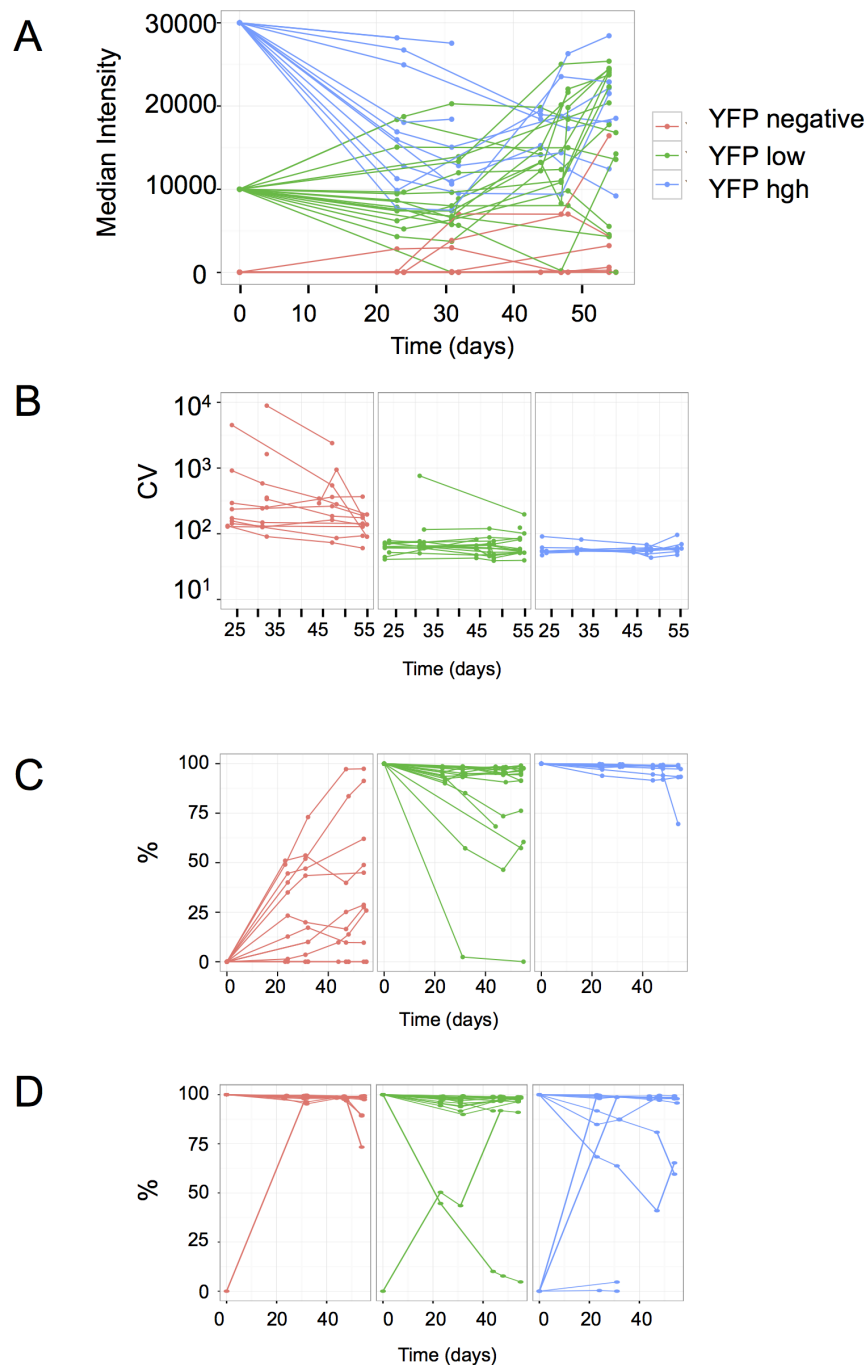 A
Median Intensity
30000
20000
10000
0
0 10 20 30 40 50
Time (days)
YFP negative
YFP low
YFP hgh
B
CV
10⁴
10³
10²
10¹
25 35 45 55 25 35 45 55 25 35 45 55
Time (days)
C
%
100
75
50
25
0
0 20 40 0 20 40 0 20 40
Time (days)
D
%
100
75
50
25
0
0 20 40 0 20 40 0 20 40
Time (days)